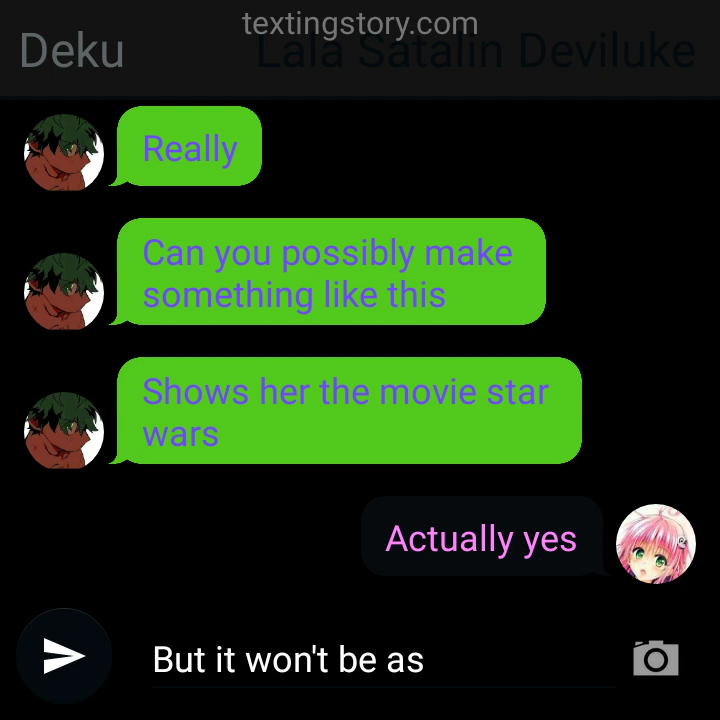 textingstory.com
Deku
Lala Satalin Deviluke
Really
Can you possibly make
something like this
Shows her the movie star
wars
Actually yes
But it won't be as